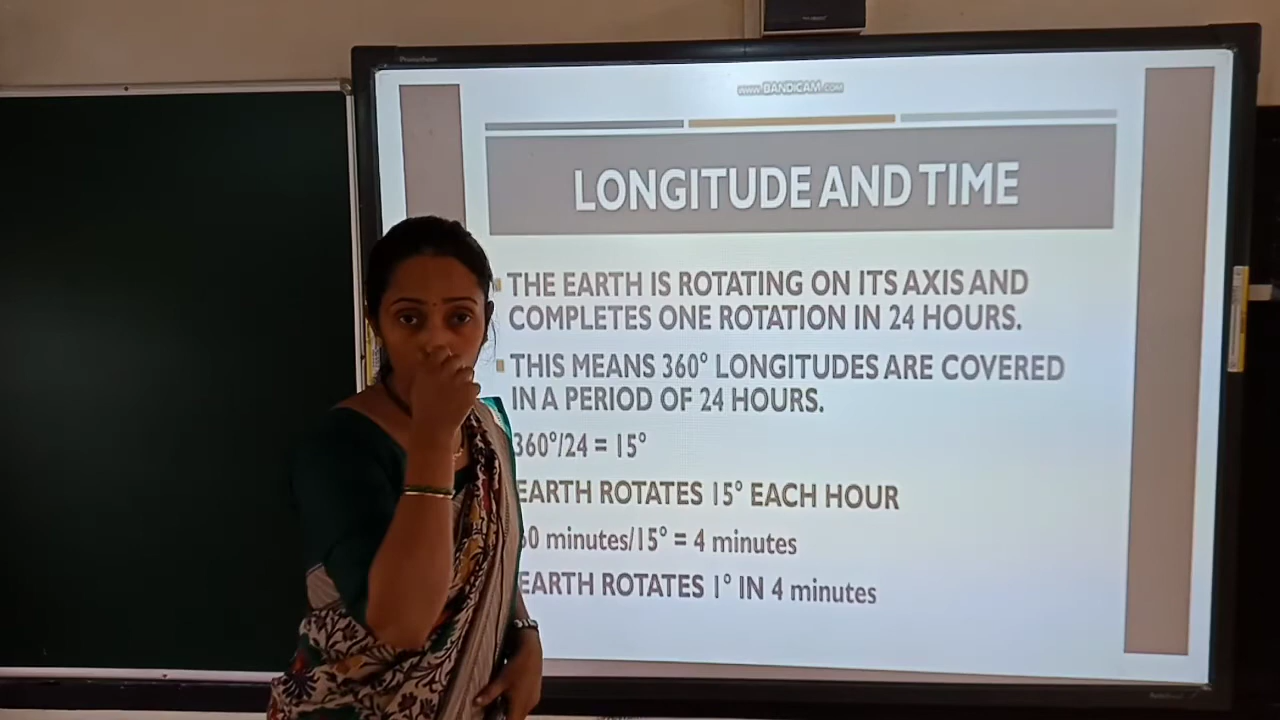 Promethean
www.BANDICAM.COM
LONGITUDE AND TIME
THE EARTH IS ROTATING ON ITS AXIS AND
COMPLETES ONE ROTATION IN 24 HOURS.
THIS MEANS 360° LONGITUDES ARE COVERED
IN A PERIOD OF 24 HOURS.
360°/24 = 15°
EARTH ROTATES 15° EACH HOUR
60 minutes/15° = 4 minutes
EARTH ROTATES 1° IN 4 minutes